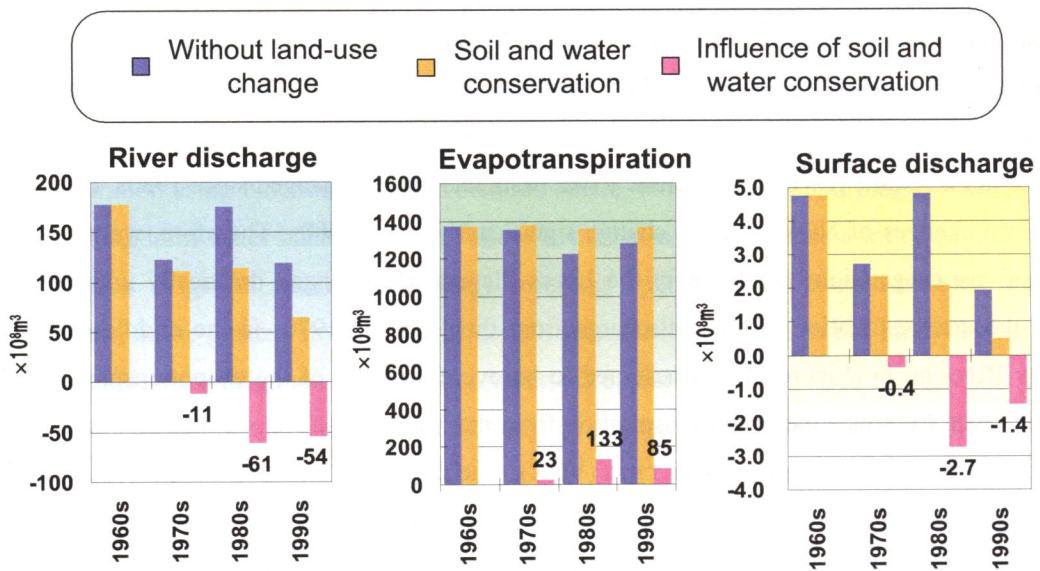 Without land-use
change
Soil and water
conservation
Influence of soil and
water conservation
River discharge
200
150
100
50
0
-50
-100
×10⁸m³
-11
-61
-54
1960s
1970s
1980s
1990s
Evapotranspiration
1600
1400
1200
1000
800
600
400
200
0
×10⁸m³
23
133
85
1960s
1970s
1980s
1990s
Surface discharge
5.0
4.0
3.0
2.0
1.0
0.0
-1.0
-2.0
-3.0
-4.0
×10⁸m³
-0.4
-2.7
-1.4
1960s
1970s
1980s
1990s